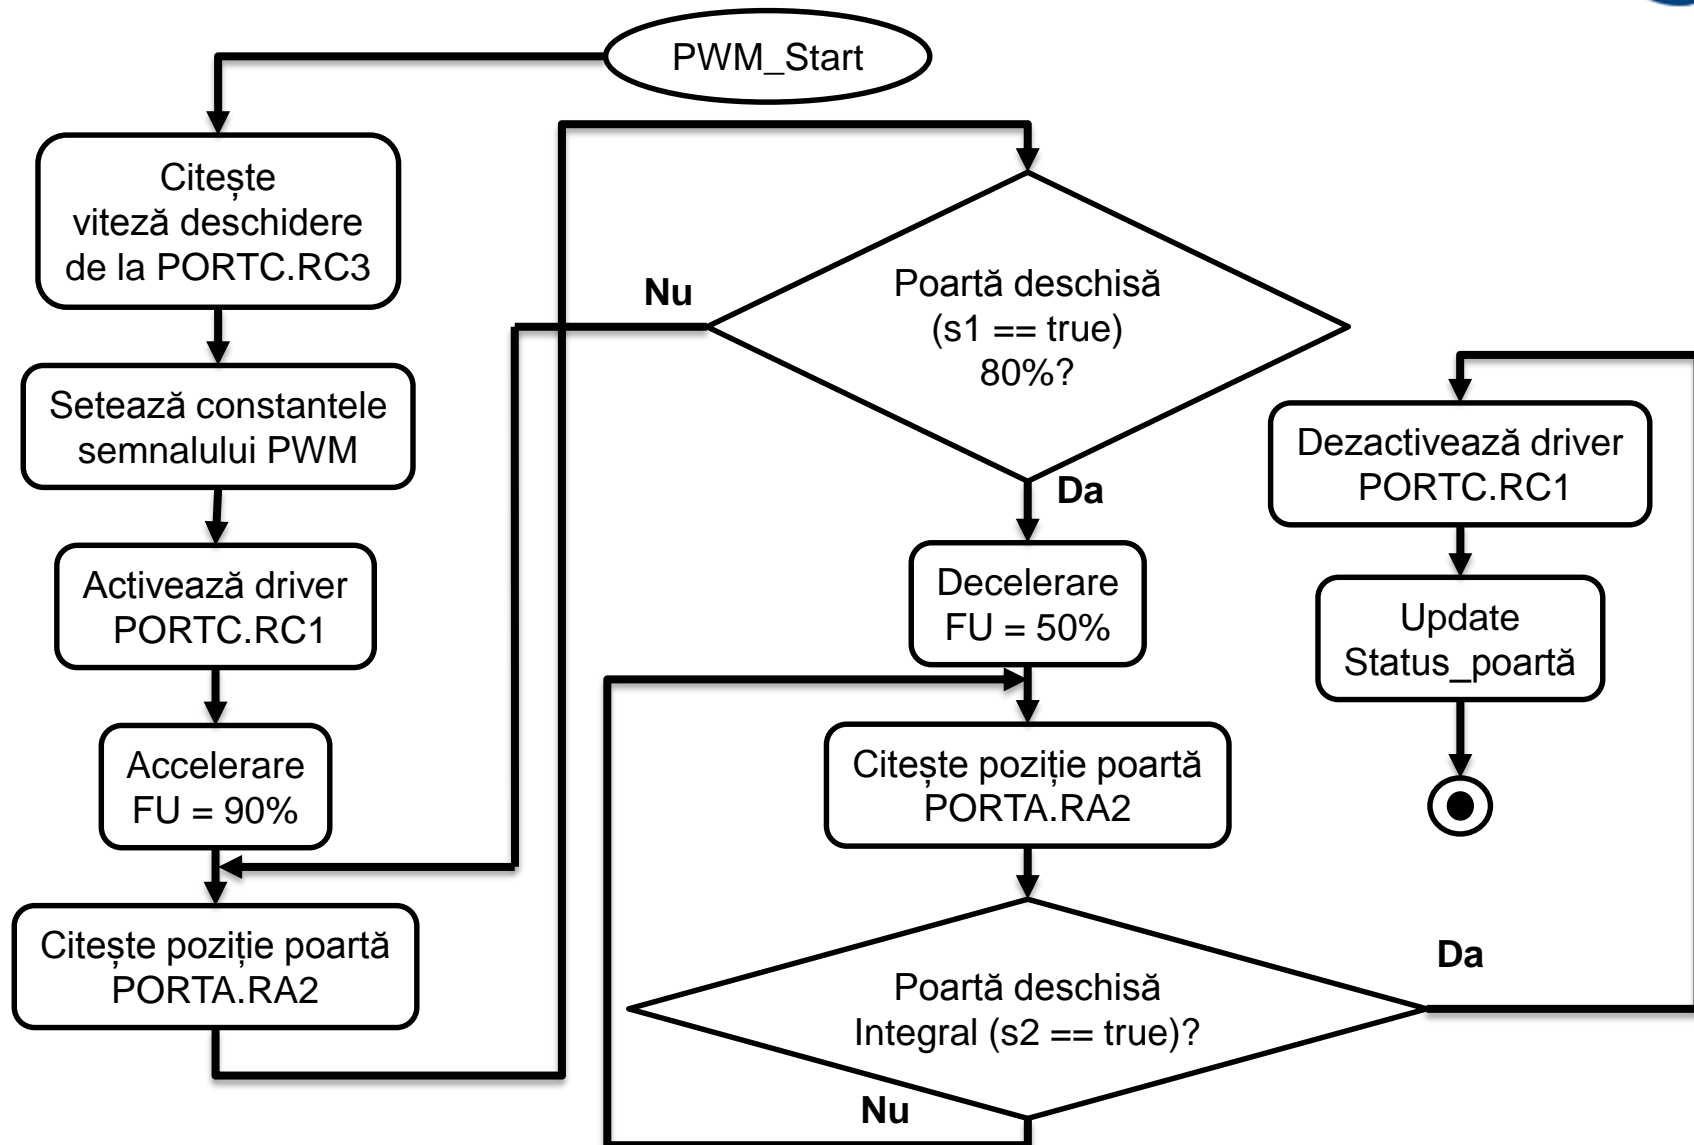 PWM_Start
Citește
viteză deschidere
de la PORTC.RC3
Setează constantele
semnalului PWM
Activează driver
PORTC.RC1
Accelerare
FU = 90%
Citește poziție poartă
PORTA.RA2
Poartă deschisă
(s1 == true)
80%?
Nu
Da
Decelerare
FU = 50%
Citește poziție poartă
PORTA.RA2
Poartă deschisă
Integral (s2 == true)?
Nu
Da
Dezactivează driver
PORTC.RC1
Update
Status_poartă